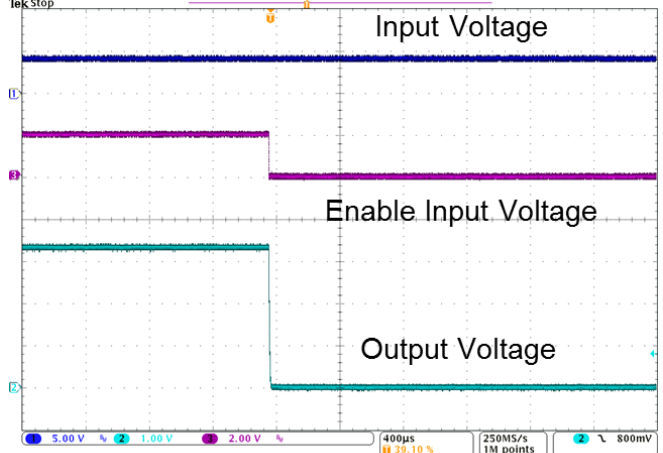 Tek Stop
T
Input Voltage
1
3
Enable Input Voltage
Output Voltage
2
1 5.00 V 2 1.00 V 3 2.00 V
400µs
T 39.10 %
250MS/s
1M points
2 800mV